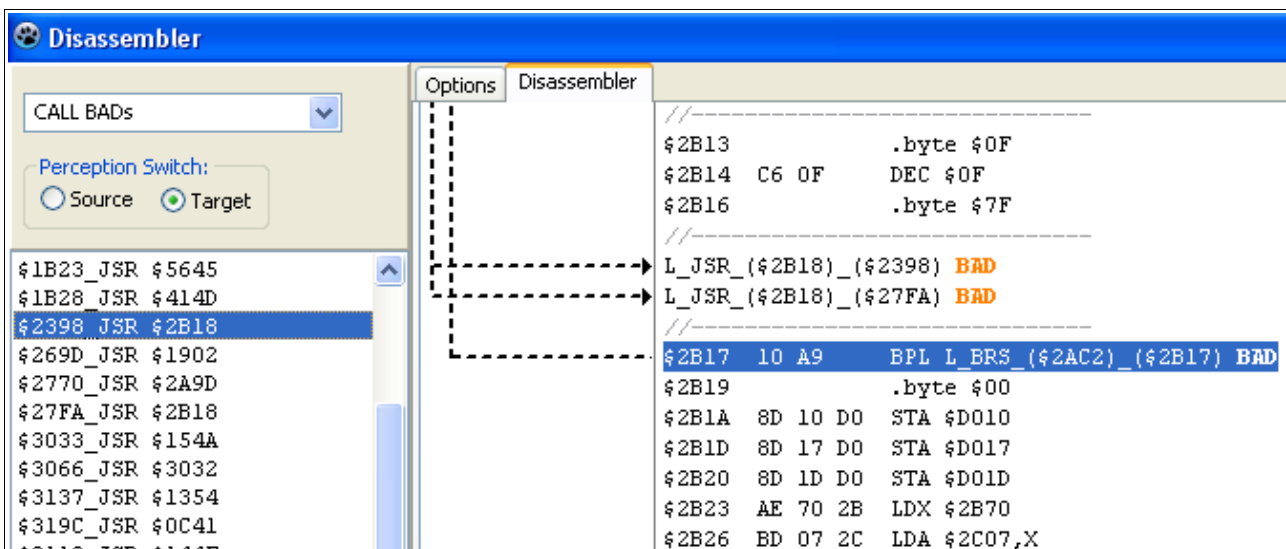 Disassembler
CALL BADs
Perception Switch:
Source Target
$1B23_JSR $5645
$1B28_JSR $414D
$2398_JSR $2B18
$269D_JSR $1902
$2770_JSR $2A9D
$27FA_JSR $2B18
$3033_JSR $154A
$3066_JSR $3032
$3137_JSR $1354
$319C_JSR $0C41
Options Disassembler
//---------------------------------
$2B13 .byte $0F
$2B14 C6 0F DEC $0F
$2B16 .byte $7F
//---------------------------------
L_JSR_($2B18)_($2398) BAD
L_JSR_($2B18)_($27FA) BAD
//---------------------------------
$2B17 10 A9 BPL L_BRS_($2AC2)_($2B17) BAD
$2B19 .byte $00
$2B1A 8D 10 D0 STA $D010
$2B1D 8D 17 D0 STA $D017
$2B20 8D 1D D0 STA $D01D
$2B23 AE 70 2B LDX $2B70
$2B26 BD 07 2C LDA $2C07,X